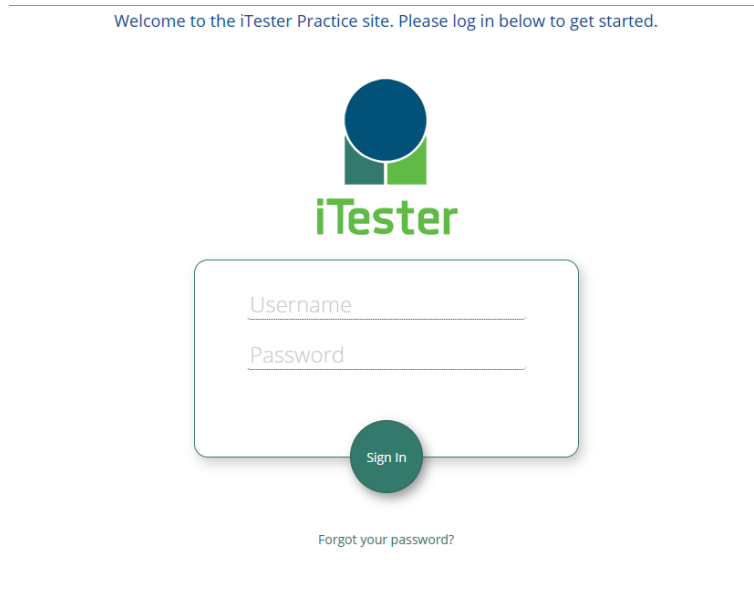 Welcome to the iTester Practice site. Please log in below to get started.
iTester
Username
Password
Sign In
Forgot your password?